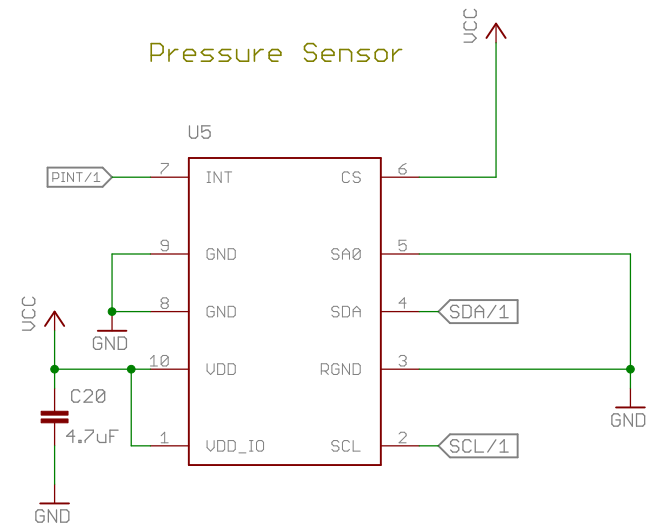 VCC
Pressure Sensor
U5
PINT/1 7 INT CS 6
9 GND SA0 5
8 GND SDA 4 SDA/1
VCC
GND
10 VDD RGND 3
C20
GND
4.7uF 1 VDD_IO SCL 2 SCL/1
GND